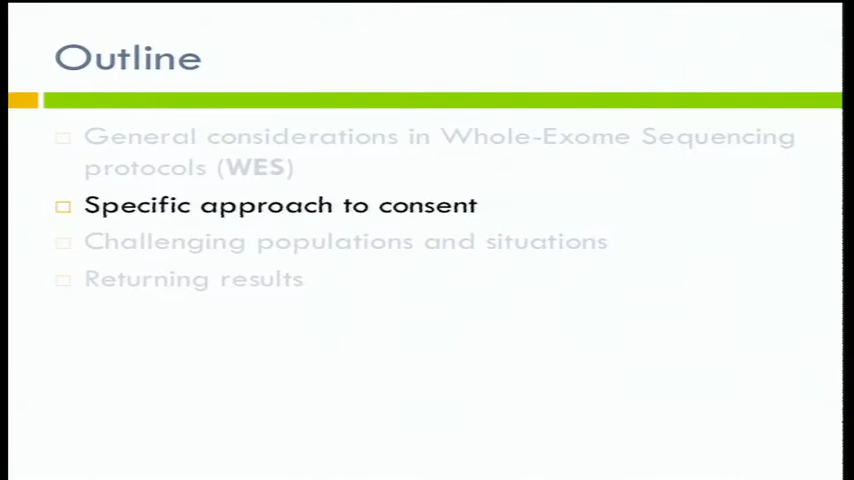 Outline
General considerations in Whole-Exome Sequencing
protocols (WES)
Specific approach to consent
Challenging populations and situations
Returning results